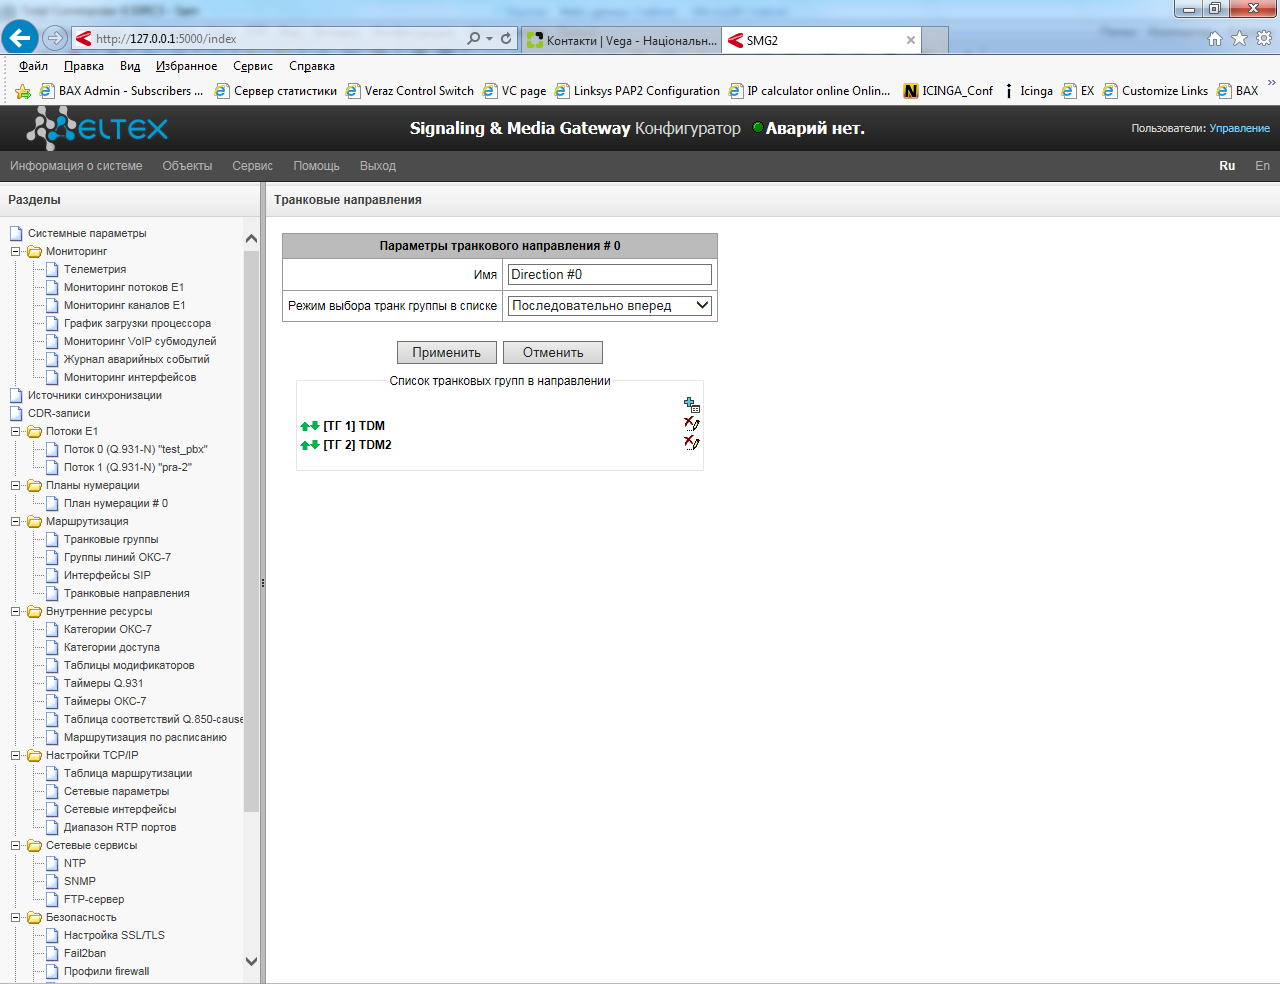 http://127.0.0.1:5000/index
Контакти | Vega - Національн...
SMG2
Файл Правка Вид Избранное Сервис Справка
BAX Admin - Subscribers ... Сервер статистики Veraz Control Switch VC page Linksys PAP2 Configuration IP calculator online Onlin... ICINGA_Conf Icinga EX Customize Links BAX
ELTEX
Signaling & Media Gateway Конфигуратор Аварий нет.
Пользователи: Управление
Информация о системе Объекты Сервис Помощь Выход Ru En
Разделы
Транковые направления
Системные параметры
Мониторинг
Телеметрия
Мониторинг потоков E1
Мониторинг каналов E1
График загрузки процессора
Мониторинг VoIP субмодулей
Журнал аварийных событий
Мониторинг интерфейсов
Источники синхронизации
CDR-записи
Потоки E1
Поток 0 (Q.931-N) "test_pbx"
Поток 1 (Q.931-N) "pra-2"
Планы нумерации
План нумерации # 0
Маршрутизация
Транковые группы
Группы линий ОКС-7
Интерфейсы SIP
Транковые направления
Внутренние ресурсы
Категории ОКС-7
Категории доступа
Таблицы модификаторов
Таймеры Q.931
Таймеры ОКС-7
Таблица соответствий Q.850-cause
Маршрутизация по расписанию
Настройки TCP/IP
Таблица маршрутизации
Сетевые параметры
Сетевые интерфейсы
Диапазон RTP портов
Сетевые сервисы
NTP
SNMP
FTP-сервер
Безопасность
Настройка SSL/TLS
Fail2ban
Профили firewall
Параметры транкового направления # 0
Имя Direction #0
Режим выбора транк группы в списке Последовательно вперед
Применить Отменить
Список транковых групп в направлении
[ТГ 1] TDM
[ТГ 2] TDM2